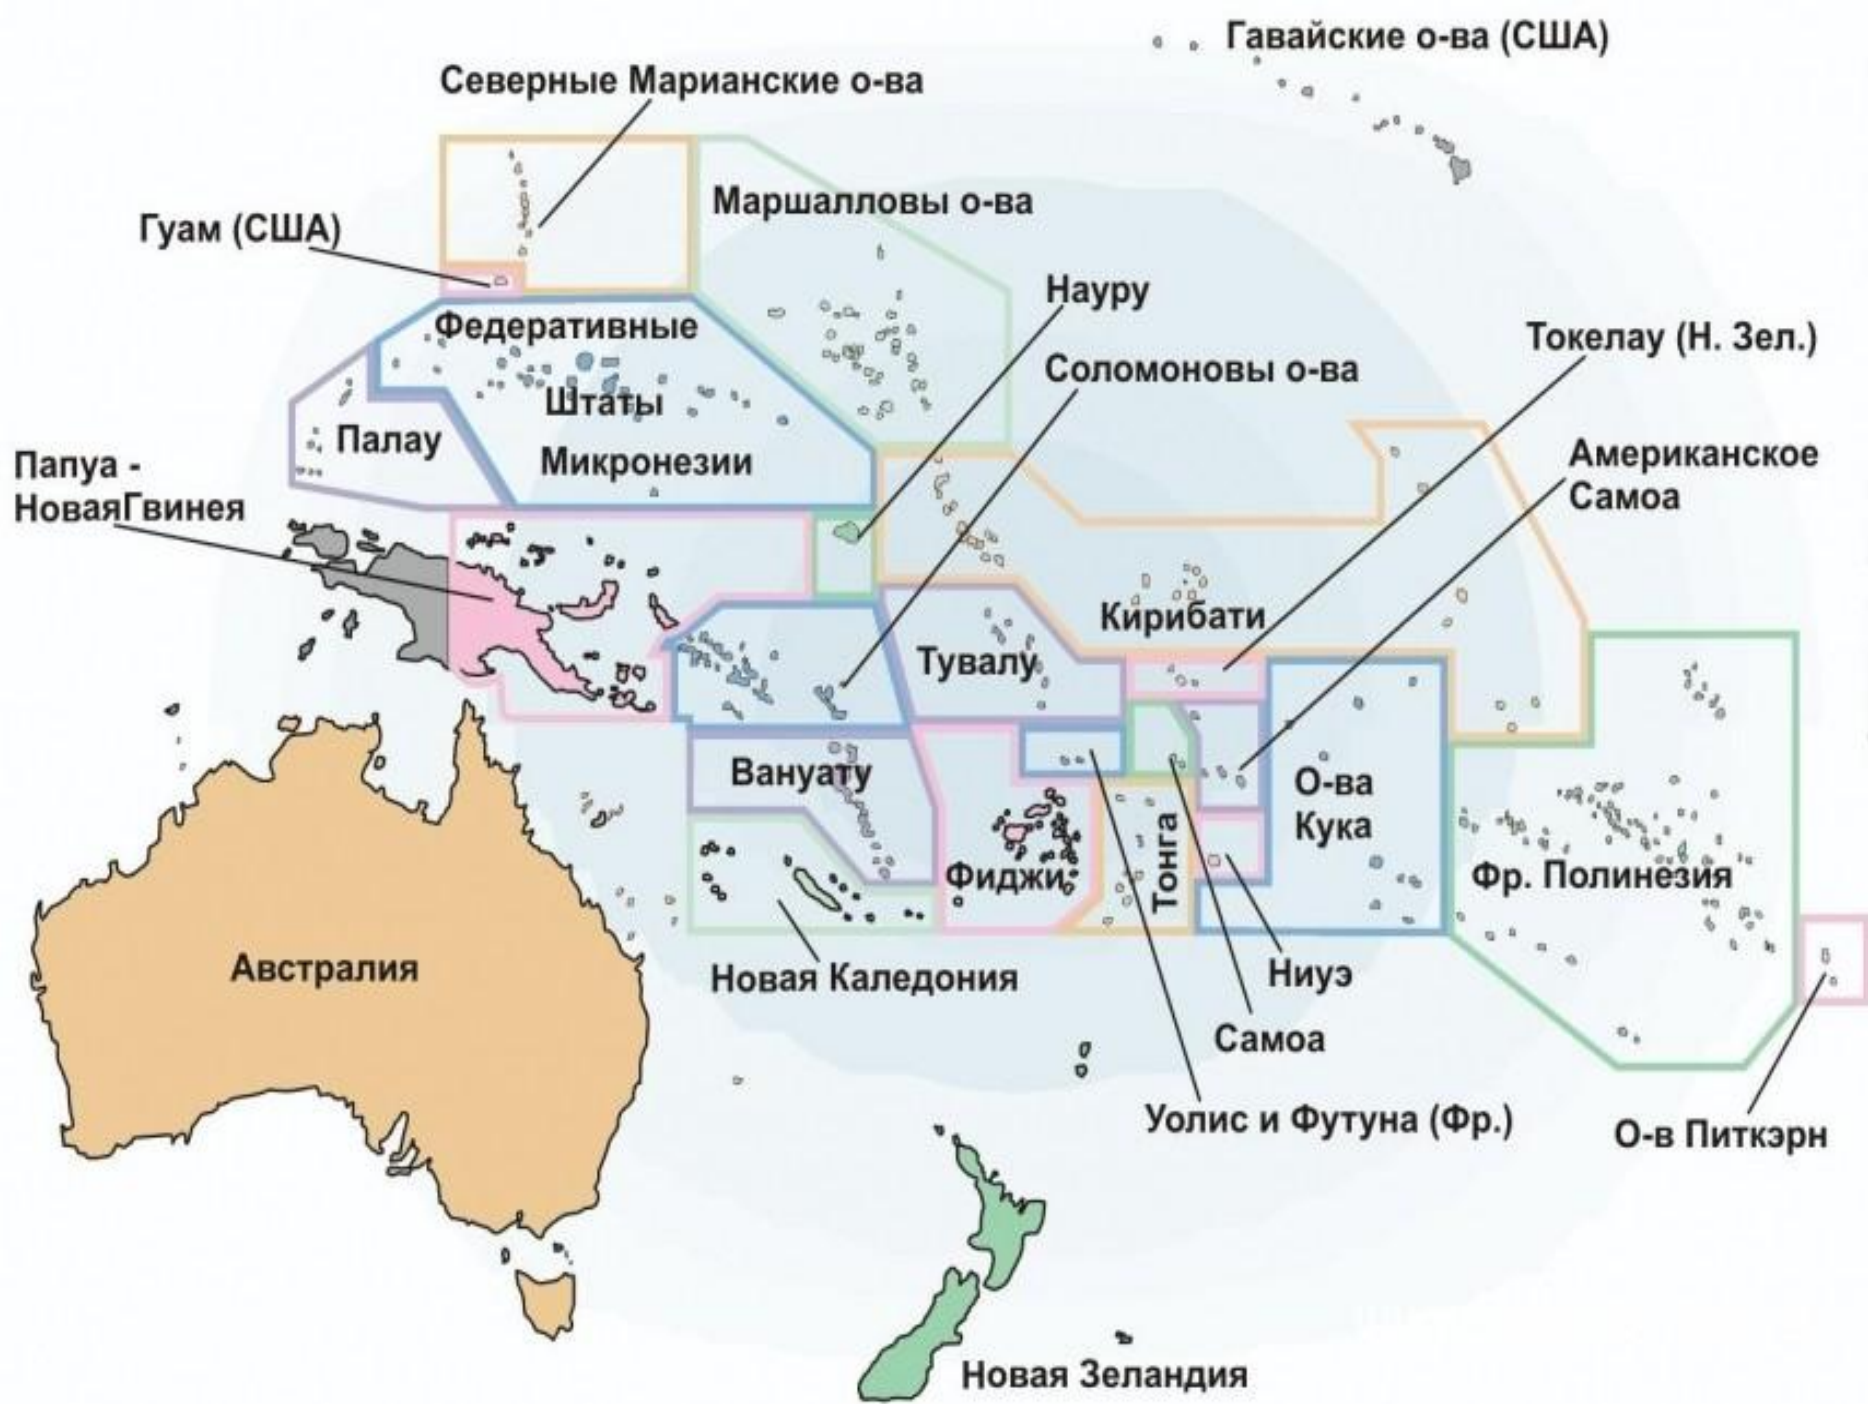 Гавайские о-ва (США)
Северные Марианские о-ва
Маршалловы о-ва
Гуам (США)
Науру
Федеративные
Штаты
Микронезии
Токелау (Н. Зел.)
Соломоновы о-ва
Палау
Американское
Самоа
Папуа -
НоваяГвинея
Кирибати
Тувалу
Вануату
О-ва
Кука
Тонга
Фиджи
Фр. Полинезия
Австралия
Новая Каледония
Ниуэ
Самоа
Уолис и Футуна (Фр.)
О-в Питкэрн
Новая Зеландия